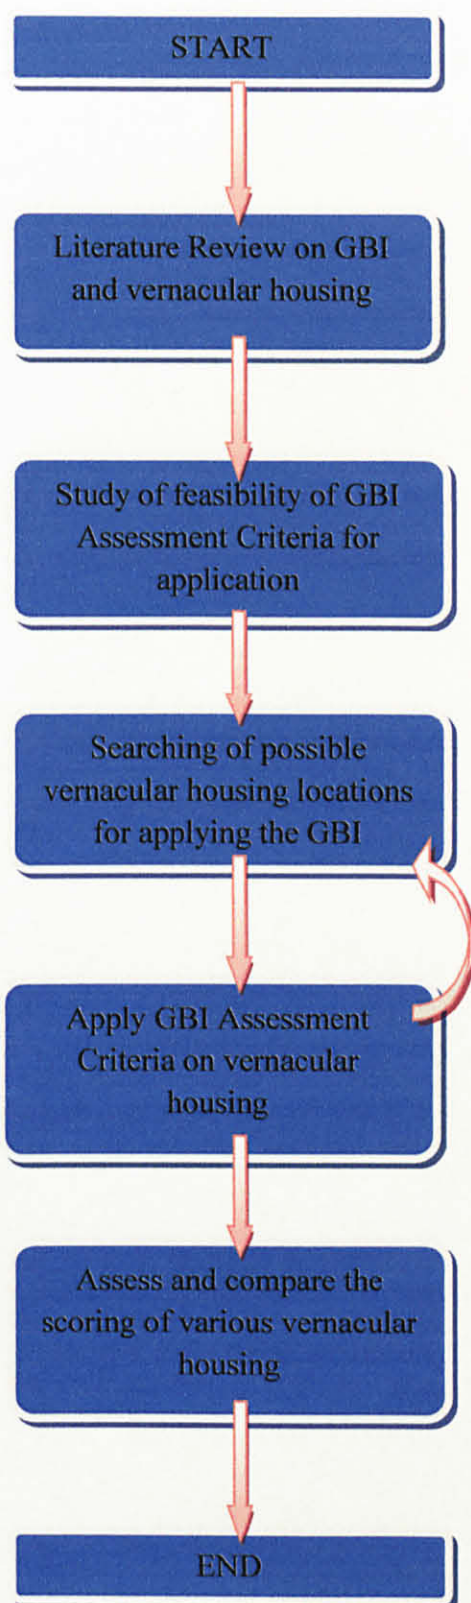 START
Literature Review on GBI
and vernacular housing
Study of feasibility of GBI
Assessment Criteria for
application
Searching of possible
vernacular housing locations
for applying the GBI
Apply GBI Assessment
Criteria on vernacular
housing
Assess and compare the
scoring of various vernacular
housing
END